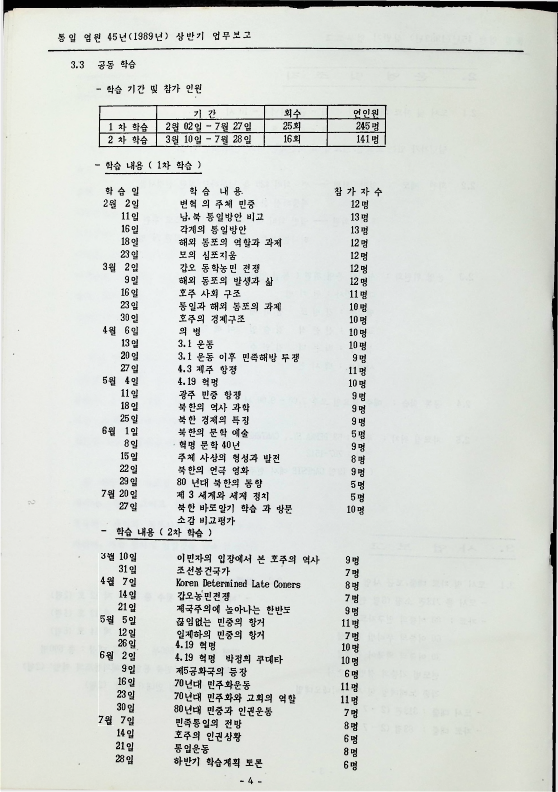 통일 염원 45년(1989년) 상반기 업무보고
3.3 공동 학습
- 학습 기간 및 참가 인원
기 간 회수 연인원
1 차 학습 2월 02일 - 7월 27일 25회 245명
2 차 학습 3월 10일 - 7월 28일 16회 141명
- 학습 내용 ( 1차 학습 )
학 습 일 학 습 내 용 참 가 자 수
2월 2일 변혁 의 주체 민중 12명
11일 남.북 통일방안 비교 13명
16일 각계의 통일방안 13명
18일 해외 동포의 역할과 과제 12명
23일 모의 심포지움 12명
3월 2일 갑오 동학농민 전쟁 12명
9일 해외 동포의 발생과 삶 12명
16일 호주 사회 구조 11명
23일 통일과 해외 동포의 과제 10명
30일 호주의 경제구조 10명
4월 6일 의 병 10명
13일 3.1 운동 10명
20일 3.1 운동 이후 민족해방 투쟁 9명
27일 4.3 제주 항쟁 11명
5월 4일 4.19 혁명 10명
11일 광주 민중 항쟁 9명
18일 북한의 역사 과학 9명
25일 북한 경제의 특징 9명
6월 1일 북한의 문학 예술 5명
8일 혁명 문학 40년 9명
15일 주체 사상의 형성과 발전 8명
22일 북한의 연극 영화 9명
29일 80 년대 북한의 동향 5명
7월 20일 제 3 세계와 세계 정치 5명
27일 북한 바로알기 학습 과 방문 10명
소감 비교평가
- 학습 내용 ( 2차 학습 )
3월 10일 이민자의 입장에서 본 호주의 역사 9명
31일 조선봉건국가 7명
4월 7일 Koren Determined Late Coners 8명
14일 갑오농민전쟁 7명
21일 제국주의에 놀아나는 한반도 9명
5월 5일 끊임없는 민중의 항거 11명
12일 일제하의 민중의 항거 7명
26일 4.19 혁명 10명
6월 2일 4.19 혁명 박정희 쿠데타 10명
9일 제5공화국의 등장 6명
16일 70년대 민주화운동 11명
23일 70년대 민주화와 교회의 역할 11명
30일 80년대 민중과 인권운동 7명
7월 7일 민족통일의 전망 8명
14일 호주의 인권상황 6명
21일 통일운동 8명
28일 하반기 학습계획 토론 6명
- 4 -